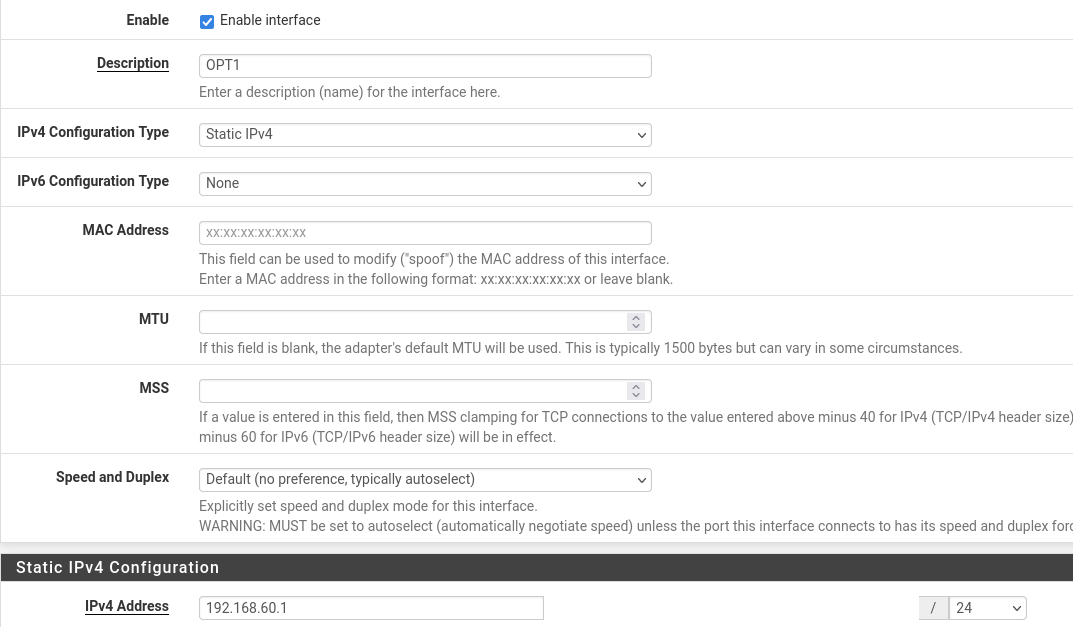 Enable Enable interface
Description OPT1
Enter a description (name) for the interface here.
IPv4 Configuration Type Static IPv4
IPv6 Configuration Type None
MAC Address xx:xx:xx:xx:xx:xx
This field can be used to modify ("spoof") the MAC address of this interface.
Enter a MAC address in the following format: xx:xx:xx:xx:xx:xx or leave blank.
MTU
If this field is blank, the adapter's default MTU will be used. This is typically 1500 bytes but can vary in some circumstances.
MSS
If a value is entered in this field, then MSS clamping for TCP connections to the value entered above minus 40 for IPv4 (TCP/IPv4 header size)
minus 60 for IPv6 (TCP/IPv6 header size) will be in effect.
Speed and Duplex Default (no preference, typically autoselect)
Explicitly set speed and duplex mode for this interface.
WARNING: MUST be set to autoselect (automatically negotiate speed) unless the port this interface connects to has its speed and duplex
Static IPv4 Configuration
IPv4 Address 192.168.60.1 / 24